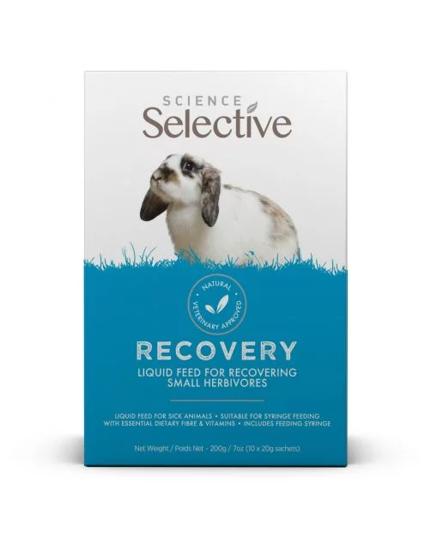 SCIENCE
Selective
NATURAL
VETERINARY APPROVED
RECOVERY
LIQUID FEED FOR RECOVERING
SMALL HERBIVORES
LIQUID FEED FOR SICK ANIMALS • SUITABLE FOR SYRINGE FEEDING
WITH ESSENTIAL DIETARY FIBRE & VITAMINS • INCLUDES FEEDING SYRINGE
Net Weight / Poids Net - 200g / 7oz (10 x 20g sachets)